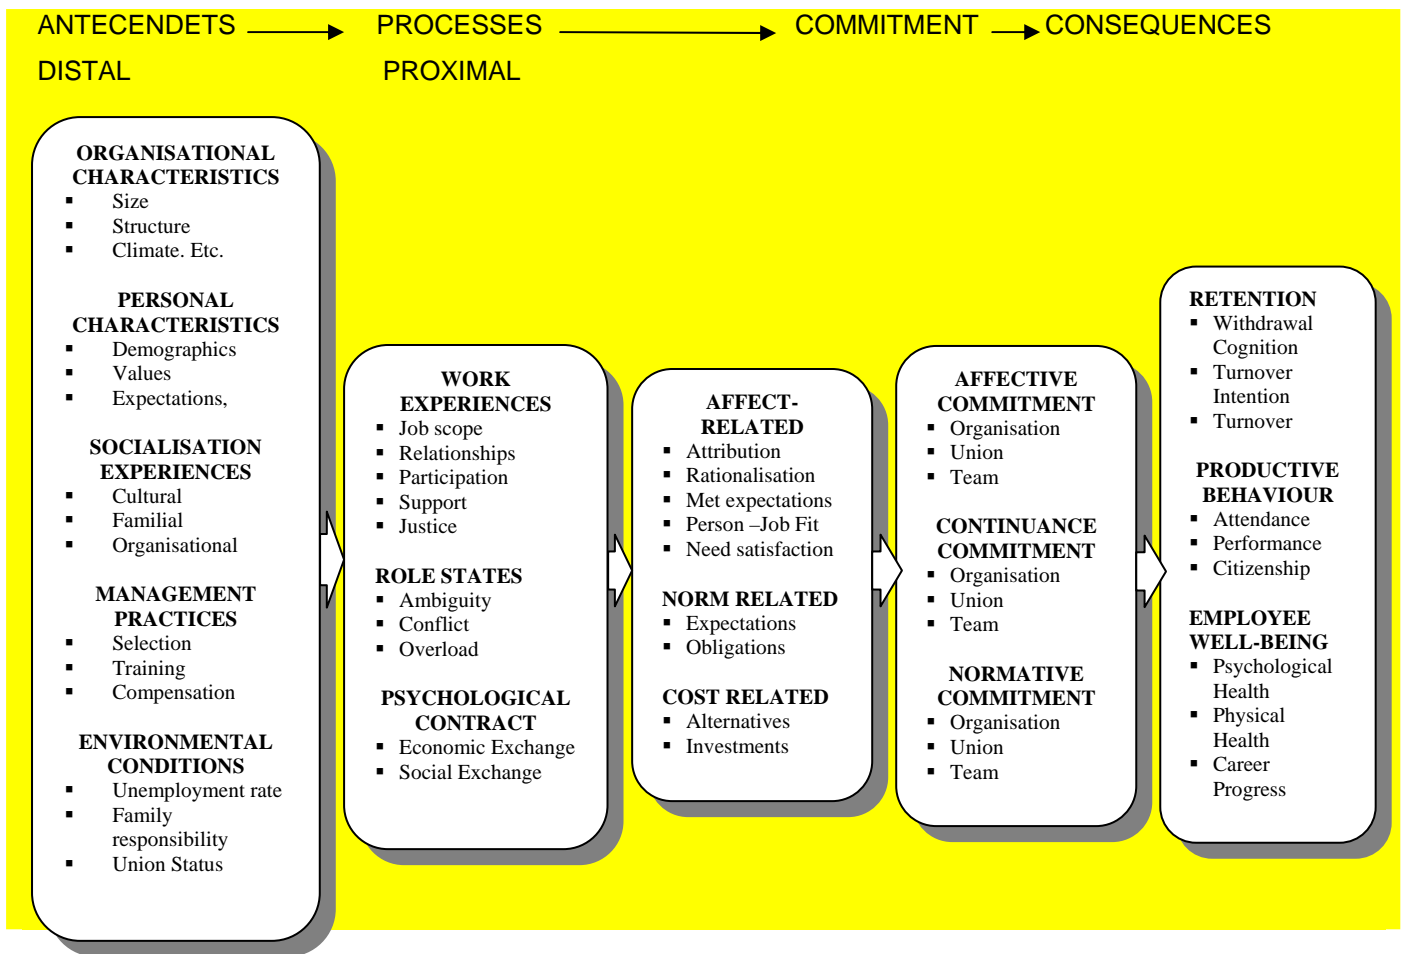 ANTECENDETS PROCESSES COMMITMENT CONSEQUENCES
DISTAL PROXIMAL
ORGANISATIONAL
CHARACTERISTICS
▪ Size
▪ Structure
▪ Climate. Etc.
PERSONAL
CHARACTERISTICS
▪ Demographics
▪ Values
▪ Expectations,
SOCIALISATION
EXPERIENCES
▪ Cultural
▪ Familial
▪ Organisational
MANAGEMENT
PRACTICES
▪ Selection
▪ Training
▪ Compensation
ENVIRONMENTAL
CONDITIONS
▪ Unemployment rate
▪ Family
responsibility
▪ Union Status
WORK
EXPERIENCES
▪ Job scope
▪ Relationships
▪ Participation
▪ Support
▪ Justice
ROLE STATES
▪ Ambiguity
▪ Conflict
▪ Overload
PSYCHOLOGICAL
CONTRACT
▪ Economic Exchange
▪ Social Exchange
AFFECT-
RELATED
▪ Attribution
▪ Rationalisation
▪ Met expectations
▪ Person –Job Fit
▪ Need satisfaction
NORM RELATED
▪ Expectations
▪ Obligations
COST RELATED
▪ Alternatives
▪ Investments
AFFECTIVE
COMMITMENT
▪ Organisation
▪ Union
▪ Team
CONTINUANCE
COMMITMENT
▪ Organisation
▪ Union
▪ Team
NORMATIVE
COMMITMENT
▪ Organisation
▪ Union
▪ Team
RETENTION
▪ Withdrawal
Cognition
▪ Turnover
Intention
▪ Turnover
PRODUCTIVE
BEHAVIOUR
▪ Attendance
▪ Performance
▪ Citizenship
EMPLOYEE
WELL-BEING
▪ Psychological
Health
▪ Physical
Health
▪ Career
Progress